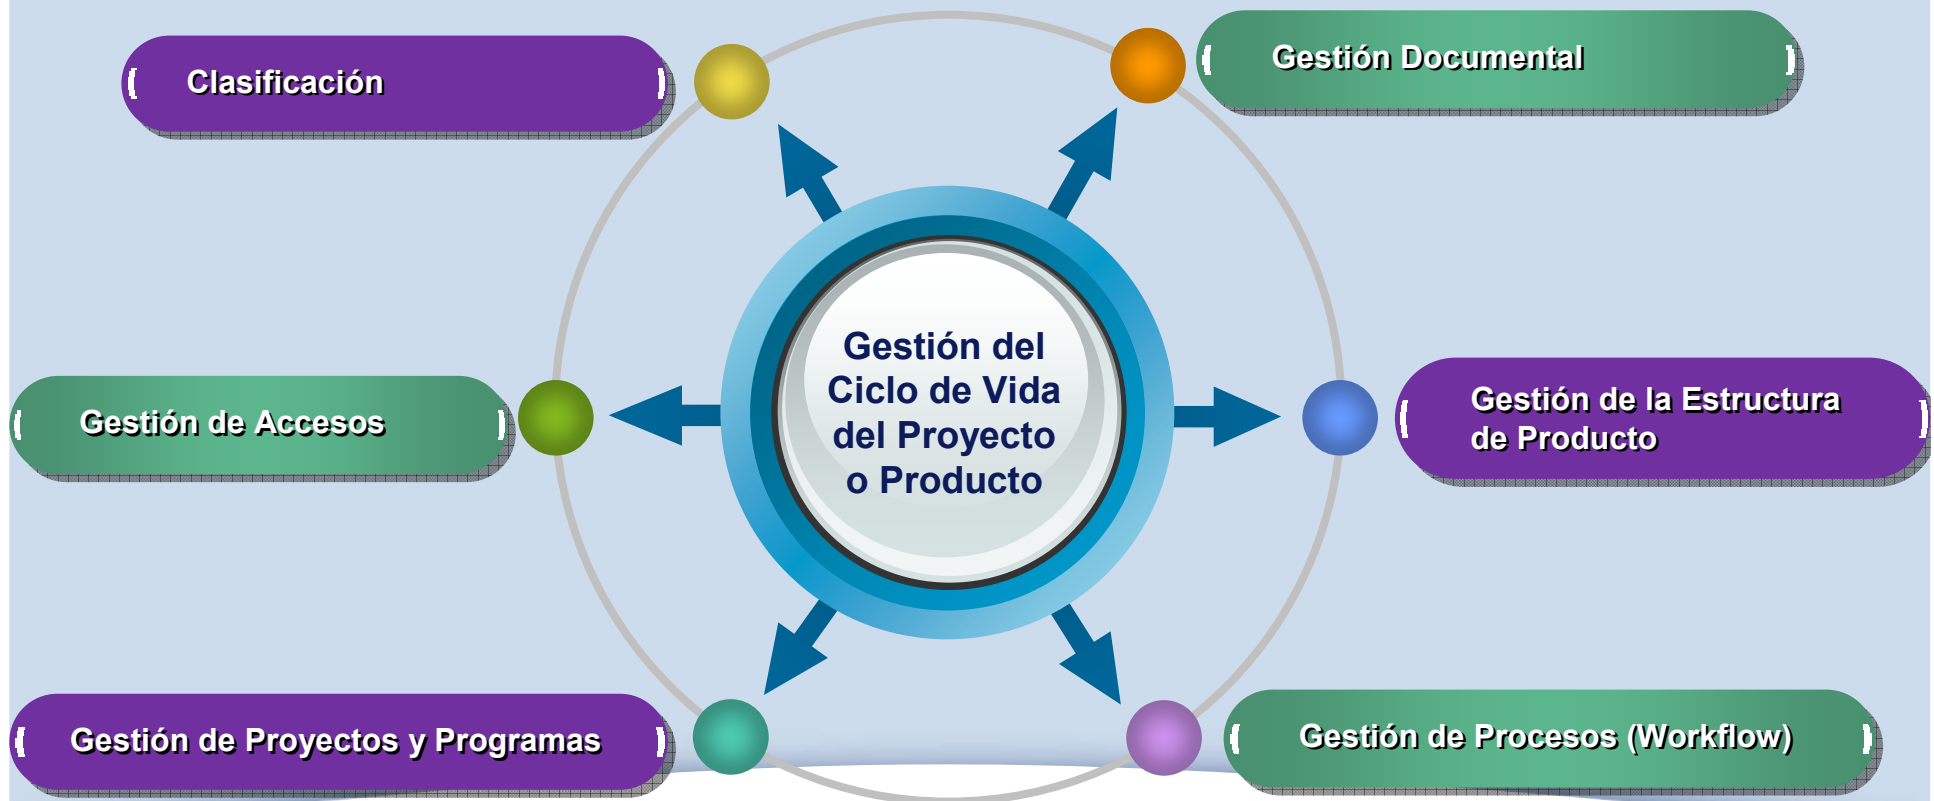 Clasificación
Gestión Documental
Gestión del
Ciclo de Vida
del Proyecto
o Producto
Gestión de Accesos
Gestión de la Estructura
de Producto
Gestión de Proyectos y Programas
Gestión de Procesos (Workflow)